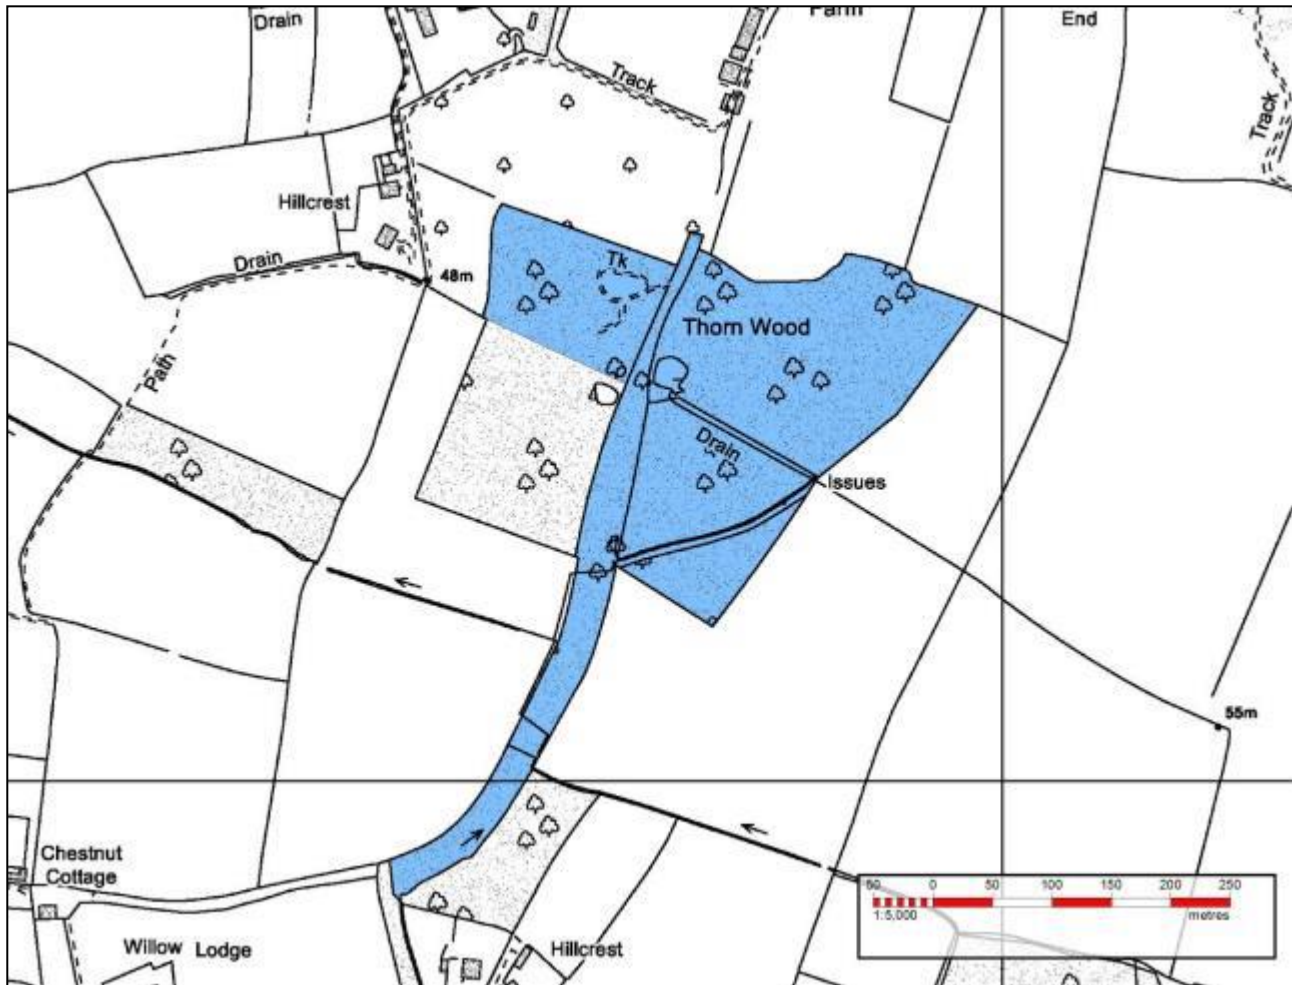 Drain
Farm
End
Track
Track
Hillcrest
Drain
48m
Tk
Thorn Wood
Path
Drain
Issues
55m
Chestnut
Cottage
Willow Lodge
Hillcrest
50 0 50 100 150 200 250
1:5,000 metres